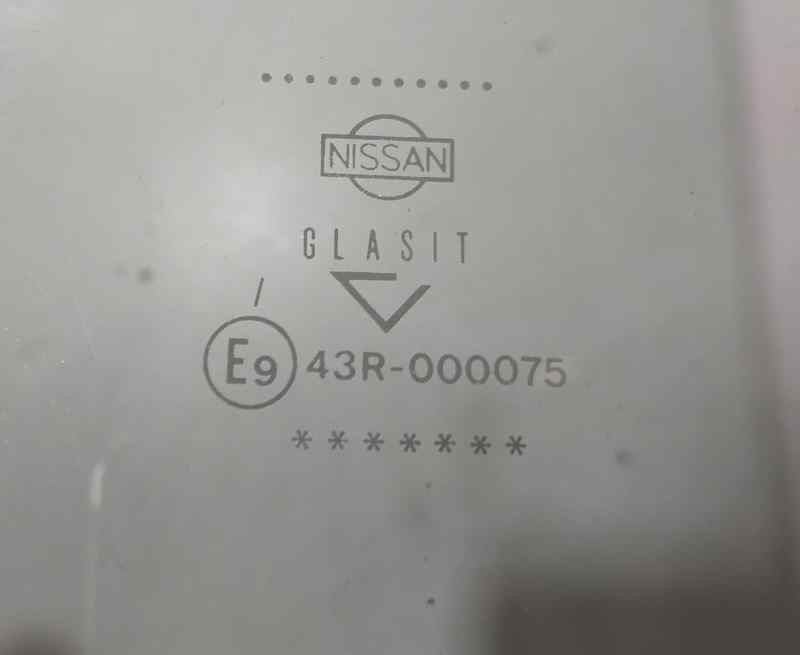 NISSAN
GLASIT
/
E9 43R-000075
*******